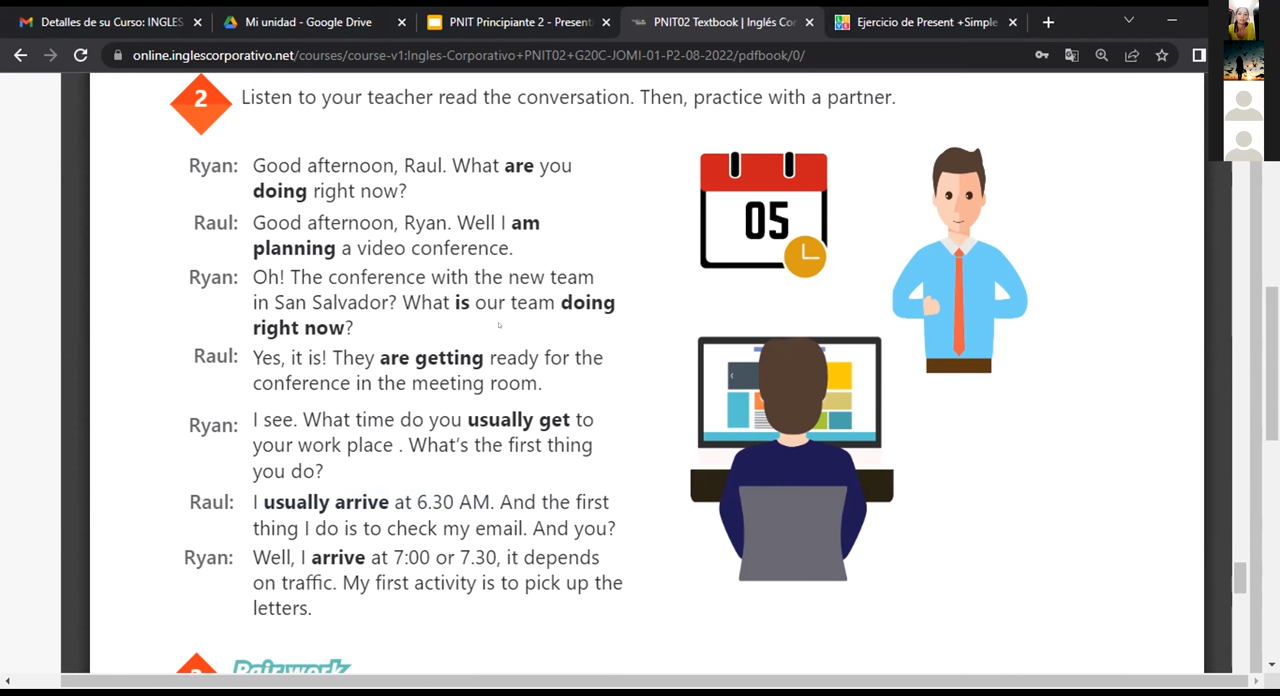 Detalles de su Curso: INGLES
Mi unidad - Google Drive
PNIT Principiante 2 - Present
PNIT02 Textbook | Inglés Co
Ejercicio de Present +Simple
online.inglescorporativo.net/courses/course-v1:Ingles-Corporativo+PNIT02+G20C-JOMI-01-P2-08-2022/pdfbook/0/
2 Listen to your teacher read the conversation. Then, practice with a partner.
Ryan: Good afternoon, Raul. What are you
doing right now?
Raul: Good afternoon, Ryan. Well I am
planning a video conference.
Ryan: Oh! The conference with the new team
in San Salvador? What is our team doing
right now?
Raul: Yes, it is! They are getting ready for the
conference in the meeting room.
Ryan: I see. What time do you usually get to
your work place . What's the first thing
you do?
Raul: I usually arrive at 6.30 AM. And the first
thing I do is to check my email. And you?
Ryan: Well, I arrive at 7:00 or 7.30, it depends
on traffic. My first activity is to pick up the
letters.
05
Pair work